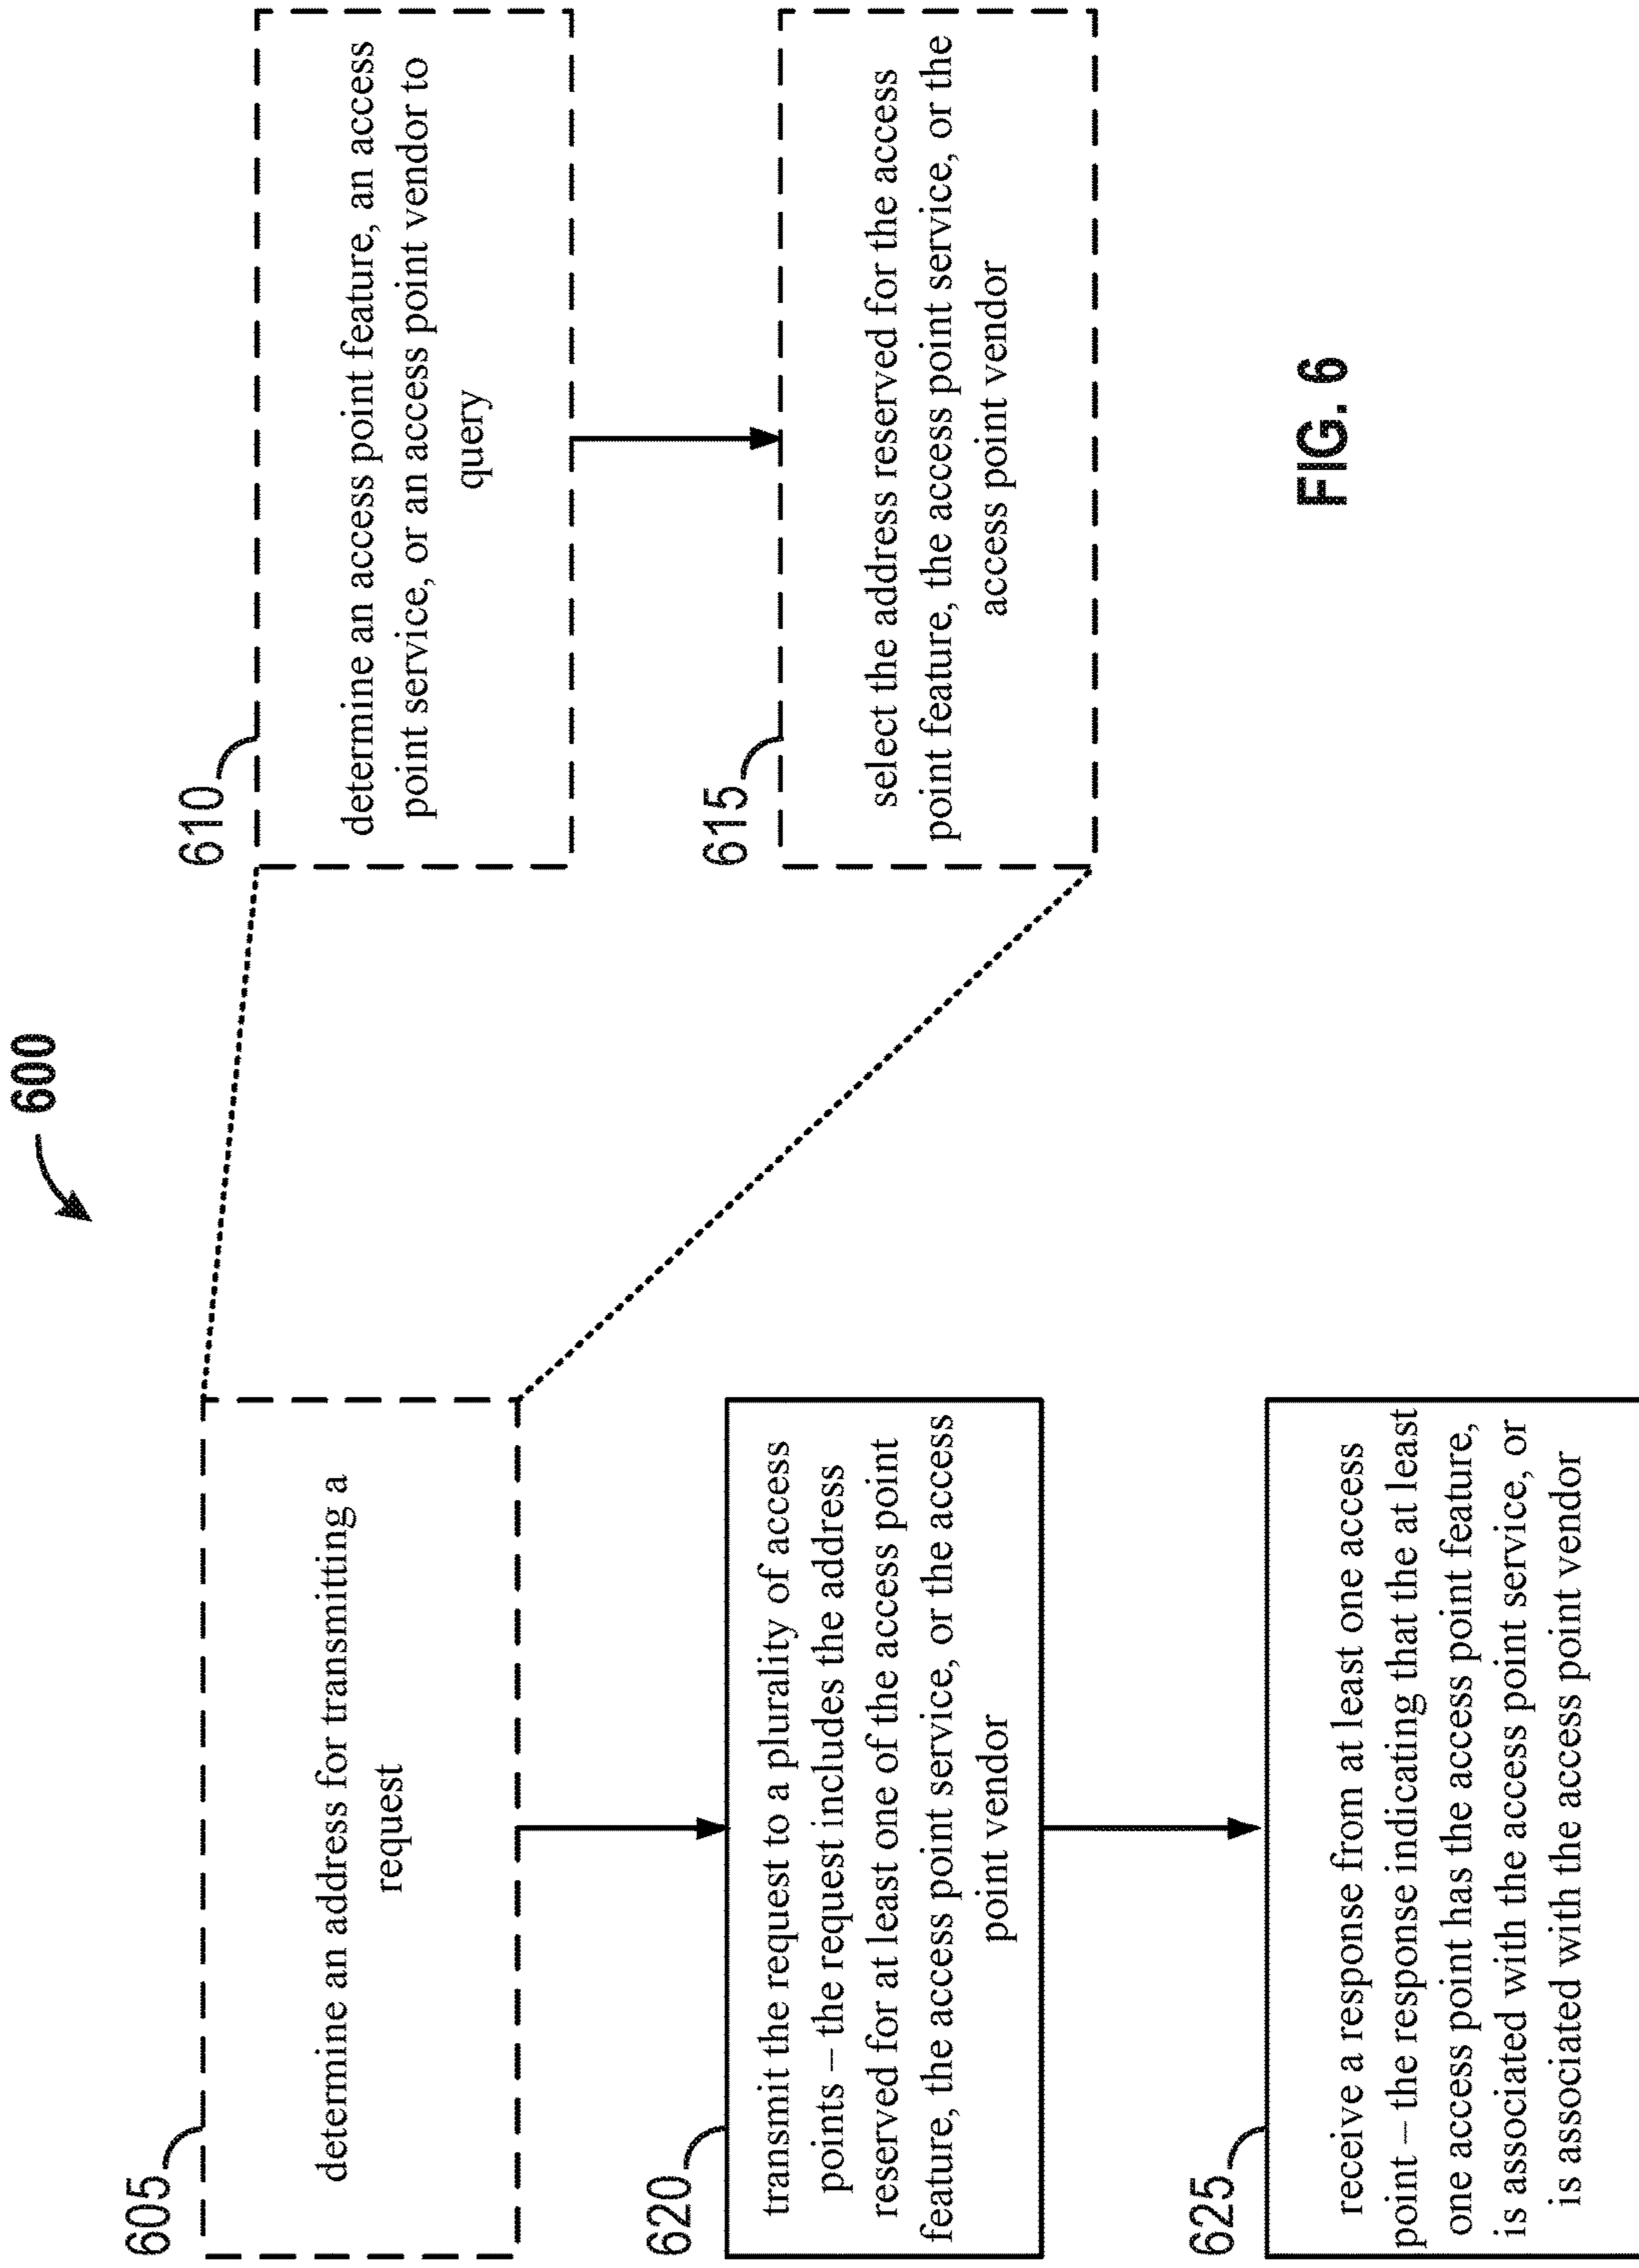 600
605
determine an address for transmitting a
request
610
determine an access point feature, an access
point service, or an access point vendor to
query
615
select the address reserved for the access
point feature, the access point service, or the
access point vendor
620
transmit the request to a plurality of access
points – the request includes the address
reserved for at least one of the access point
feature, the access point service, or the access
point vendor
625
receive a response from at least one access
point – the response indicating that the at least
one access point has the access point feature,
is associated with the access point service, or
is associated with the access point vendor
FIG. 6